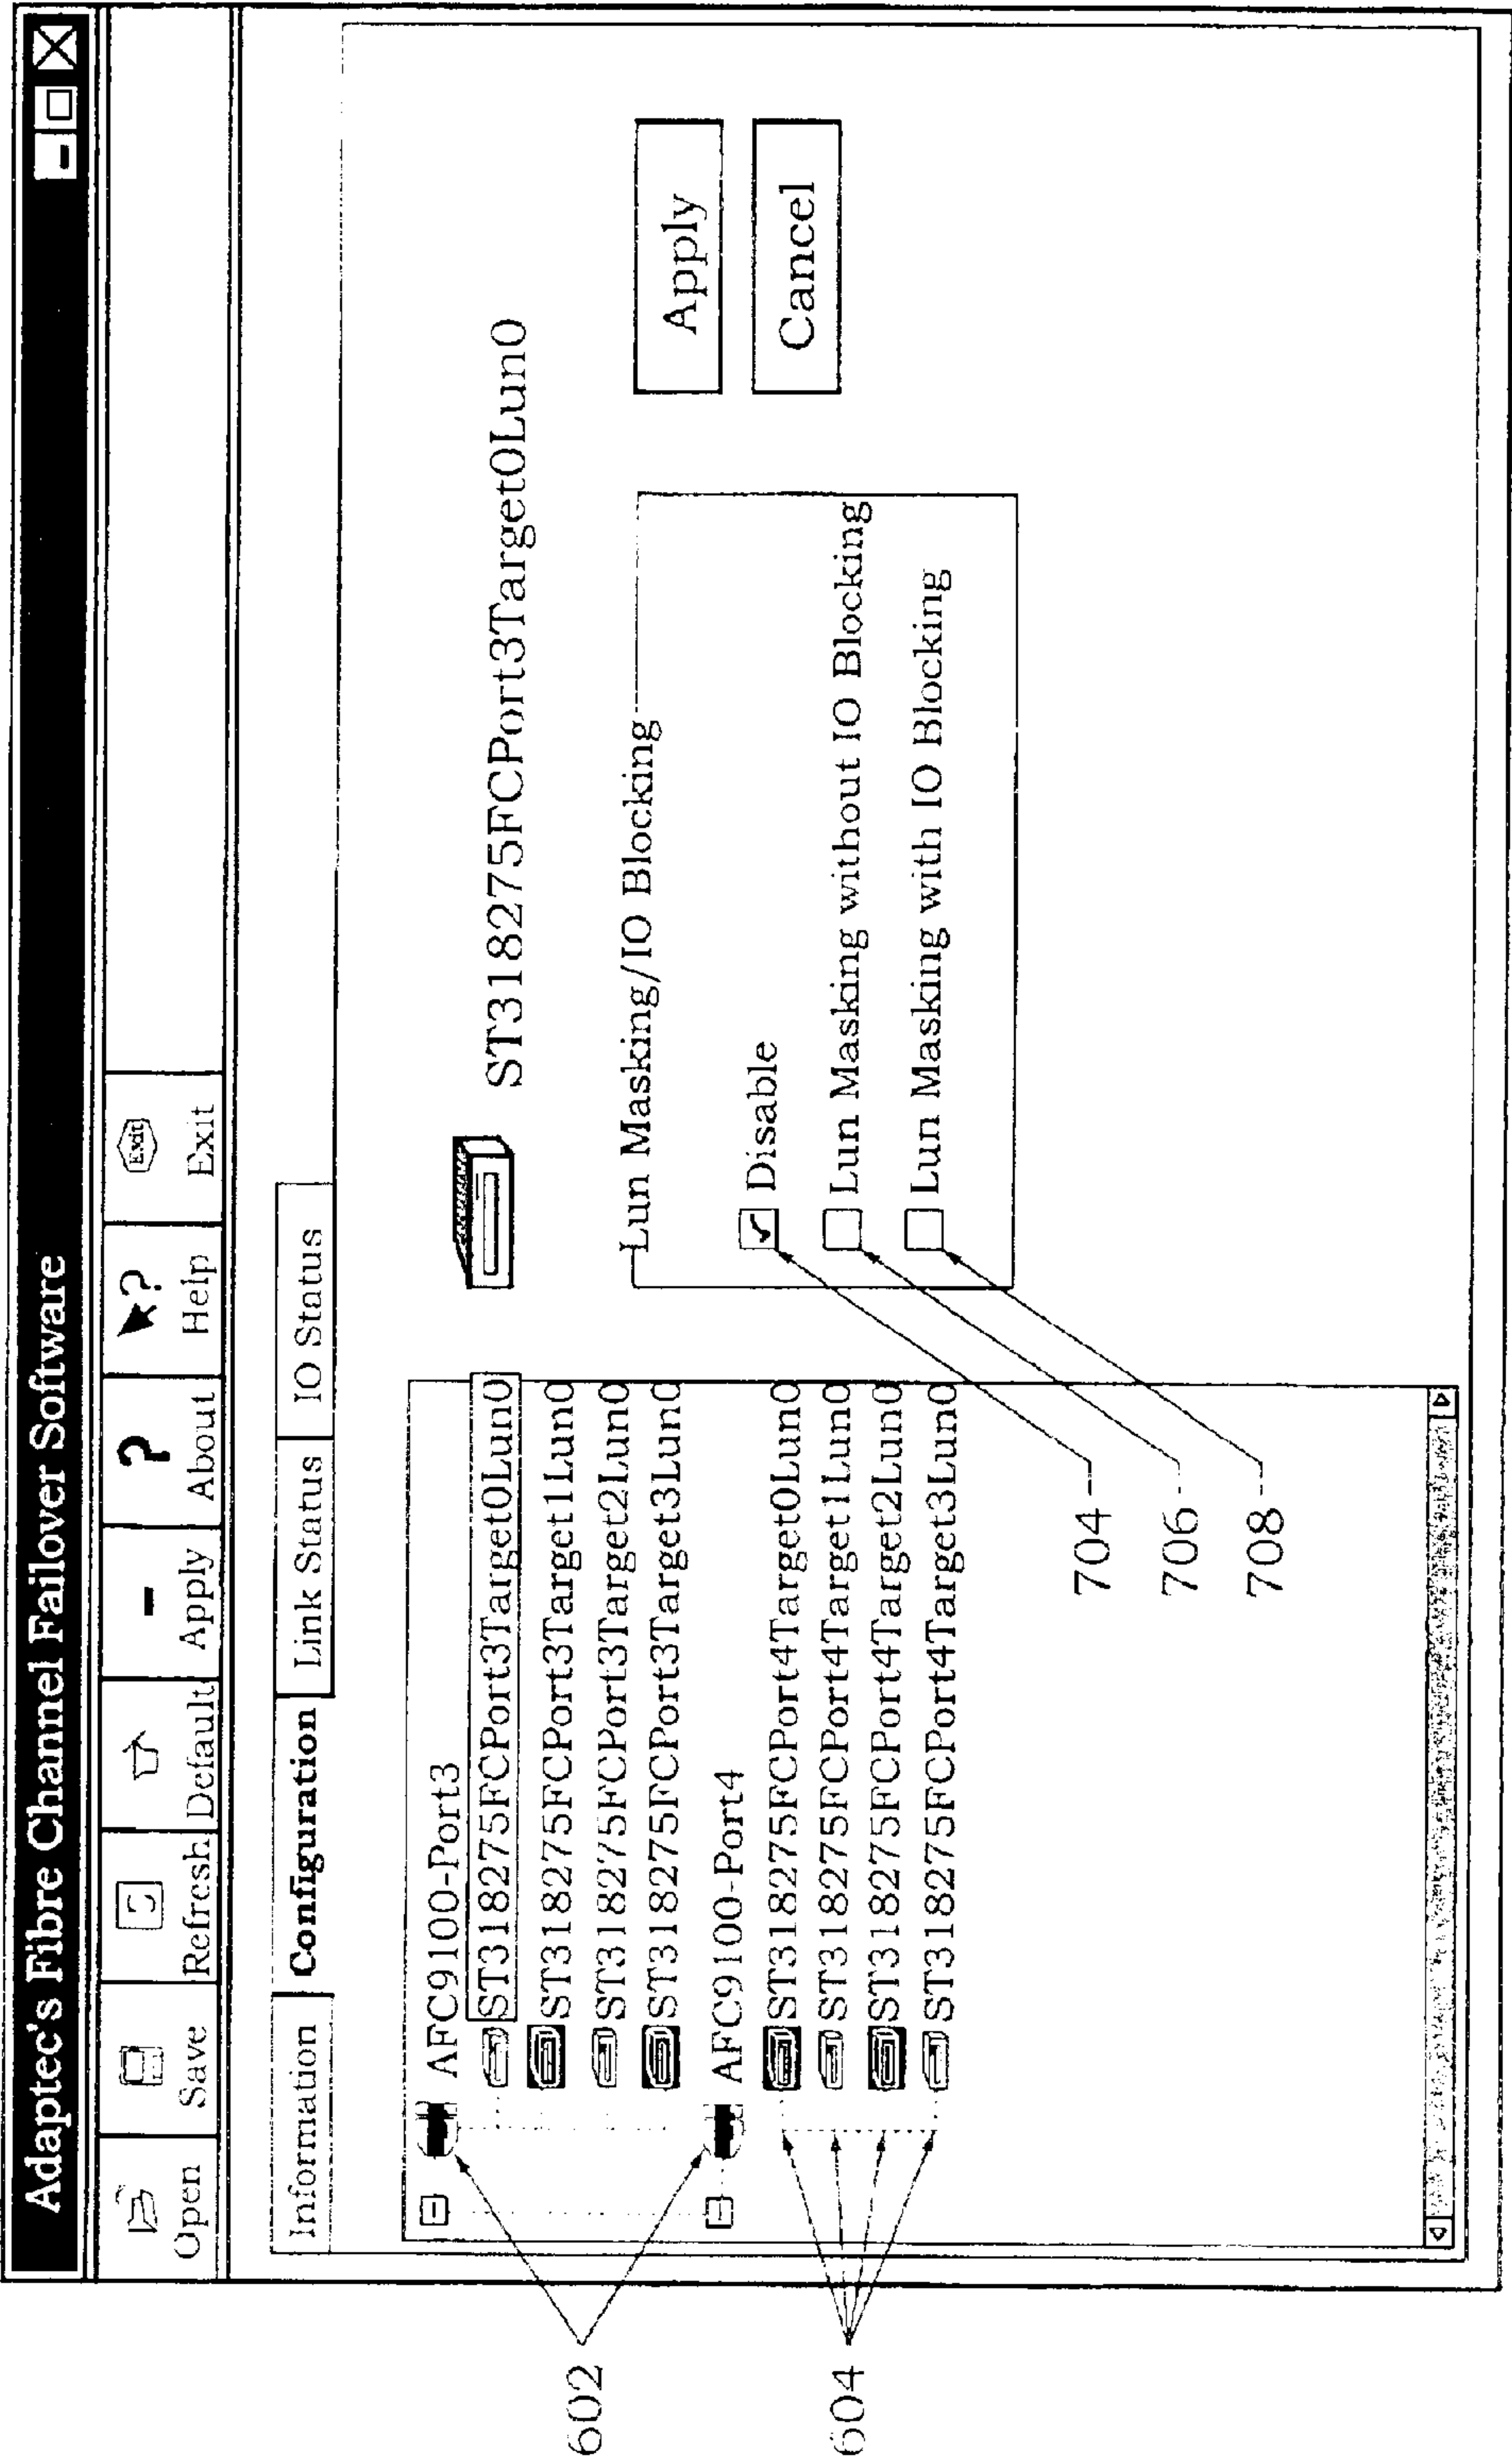 Adaptec's Fibre Channel Failover Software
Open Save Refresh Default Apply About Help Exit
Exit
Information Configuration Link Status IO Status
AFC9100-Port3
ST318275FCPort3Target0Lun0
ST318275FCPort3Target1Lun0
ST318275FCPort3Target2Lun0
ST318275FCPort3Target3Lun0
AFC9100-Port4
ST318275FCPort4Target0Lun0
ST318275FCPort4Target1Lun0
ST318275FCPort4Target2Lun0
ST318275FCPort4Target3Lun0
ST318275FCPort3Target0Lun0
Lun Masking/IO Blocking
Disable
Lun Masking without IO Blocking
Lun Masking with IO Blocking
Apply
Cancel
602
604
704
706
708